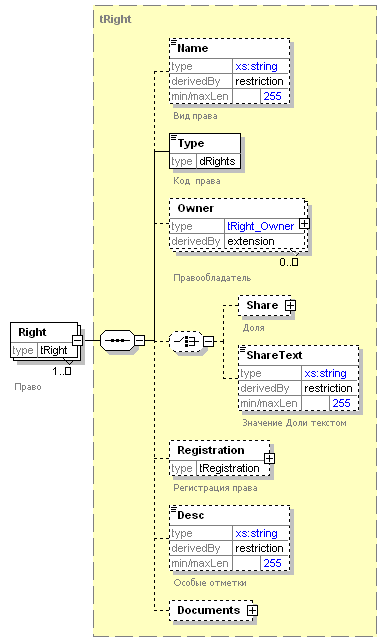 tRight
Name
type xs:string
derivedBy restriction
min/maxLen 255
Вид права
Type
type dRights
Код права
Owner
type tRight_Owner
derivedBy extension
0..
Правообладатель
Share
Доля
Right
type tRight
1..
Право
ShareText
type xs:string
derivedBy restriction
min/maxLen 255
Значение Доли текстом
Registration
type tRegistration
Регистрация права
Desc
type xs:string
derivedBy restriction
min/maxLen 255
Особые отметки
Documents